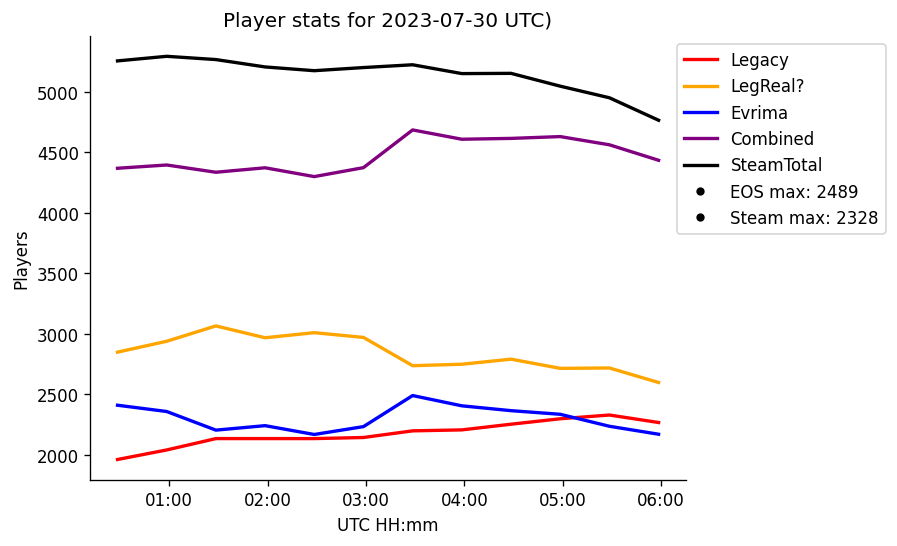 Player stats for 2023-07-30 UTC)
Players
5000
4500
4000
3500
3000
2500
2000
01:00 02:00 03:00 04:00 05:00 06:00
UTC HH:mm
Legacy
LegReal?
Evrima
Combined
SteamTotal
EOS max: 2489
Steam max: 2328